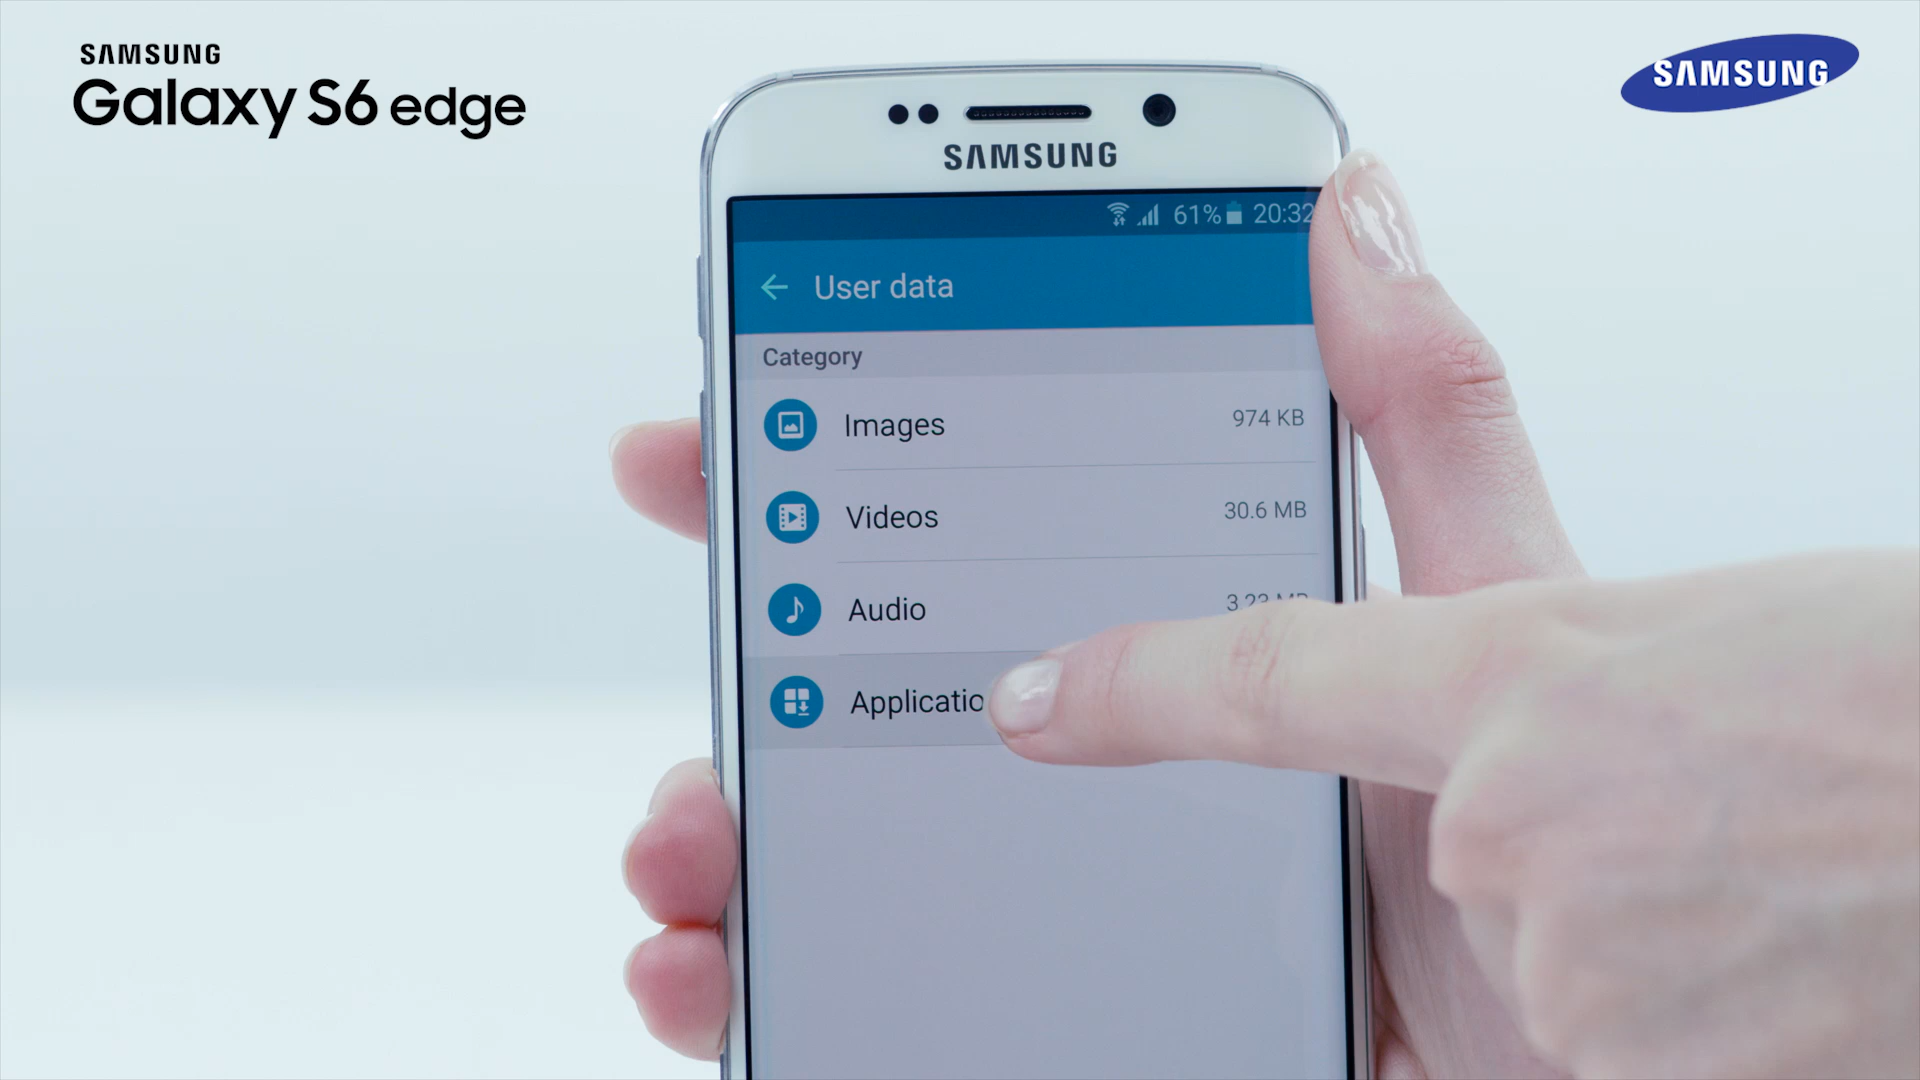 SAMSUNG
Galaxy S6 edge
SAMSUNG
SAMSUNG
61% 20:32
User data
Category
Images 974 KB
Videos 30.6 MB
Audio